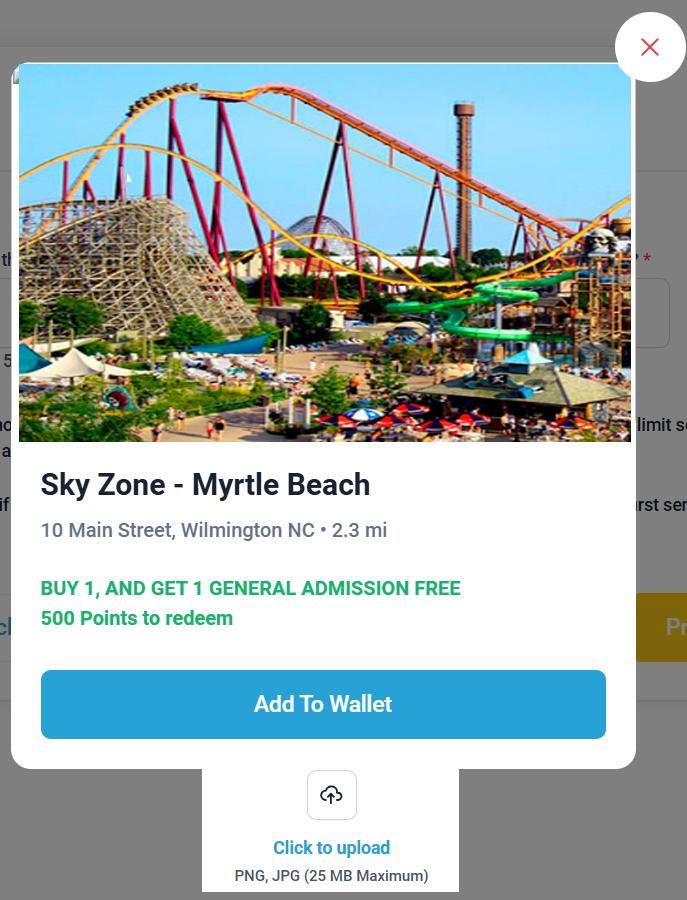 Sky Zone - Myrtle Beach
10 Main Street, Wilmington NC • 2.3 mi
BUY 1, AND GET 1 GENERAL ADMISSION FREE
500 Points to redeem
Add To Wallet
Click to upload
PNG, JPG (25 MB Maximum)